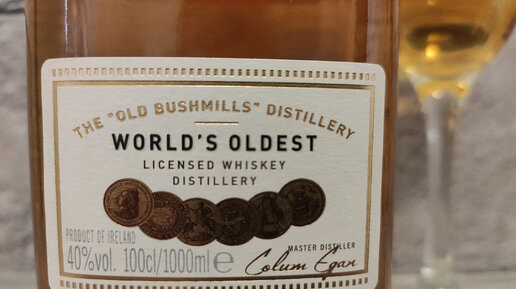 THE "OLD BUSHMILLS" DISTILLERY
WORLD'S OLDEST
LICENSED WHISKEY
DISTILLERY
PRODUCT OF IRELAND
40%vol. 100cl/1000ml e
MASTER DISTILLER
Colum Egan